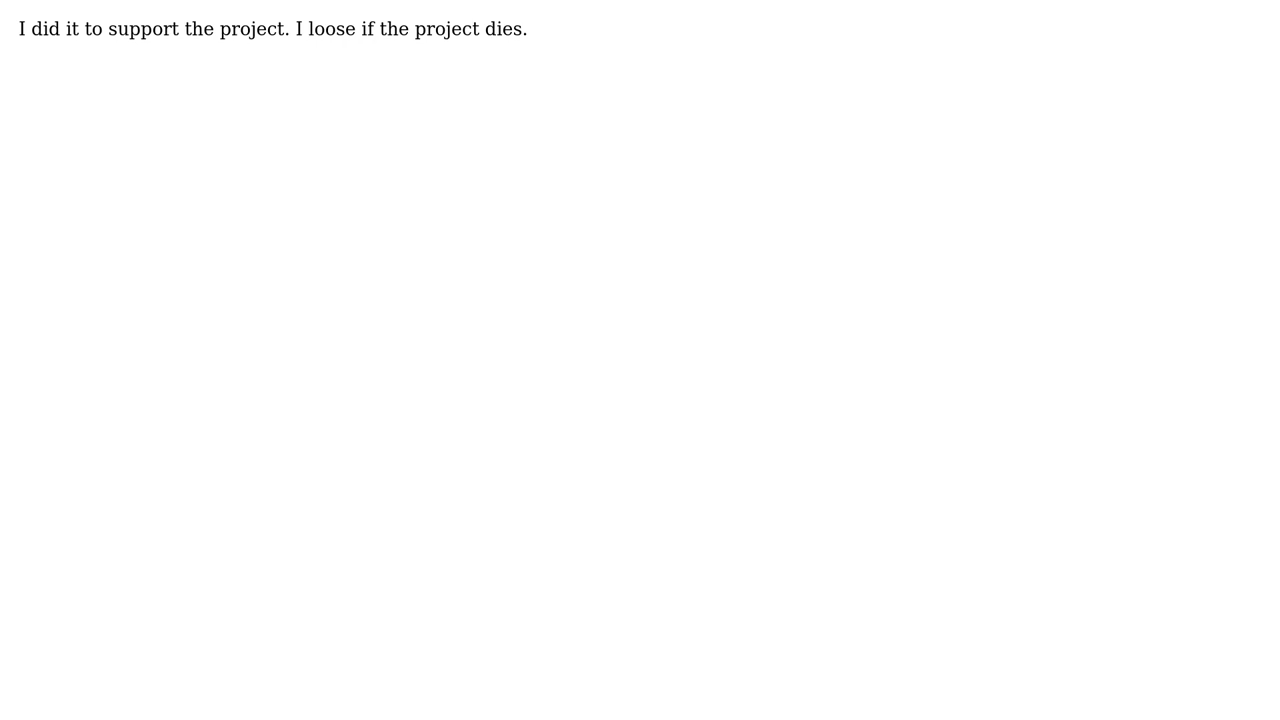 I did it to support the project. I loose if the project dies.